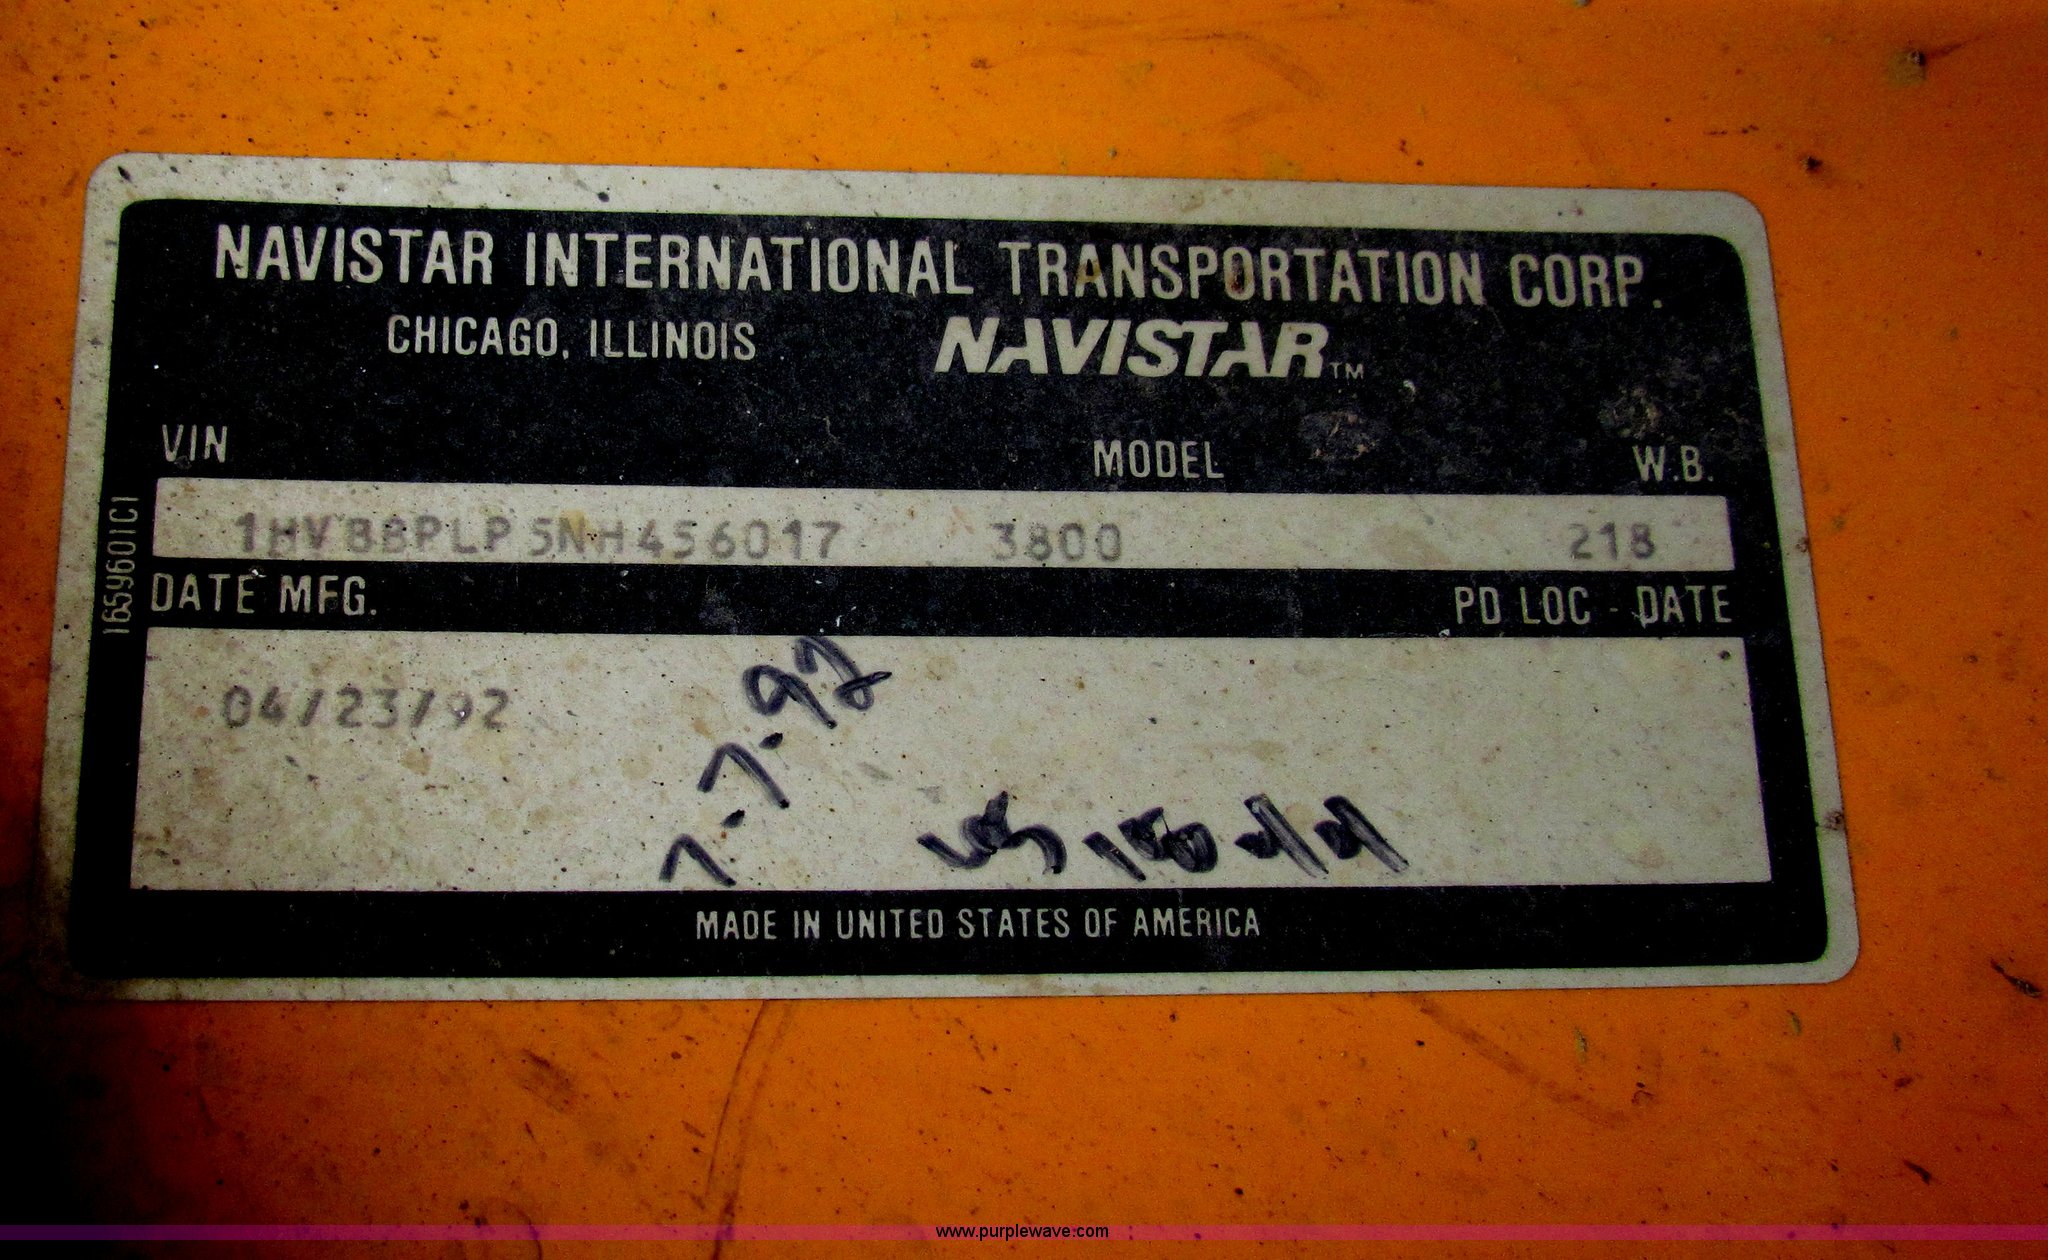 NAVISTAR INTERNATIONAL TRANSPORTATION CORP.
CHICAGO, ILLINOIS NAVISTAR™
VIN MODEL W.B.
1HVBBPLP5NH456017 3800 218
1659601C1
DATE MFG. PD LOC - DATE
04/23/92
7-7-92
MADE IN UNITED STATES OF AMERICA
www.purplewave.com